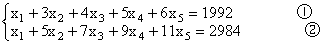 x₁ + 3x₂ + 4x₃ + 5x₄ + 6x₅ = 1992 ①
x₁ + 5x₂ + 7x₃ + 9x₄ + 11x₅ = 2984 ②